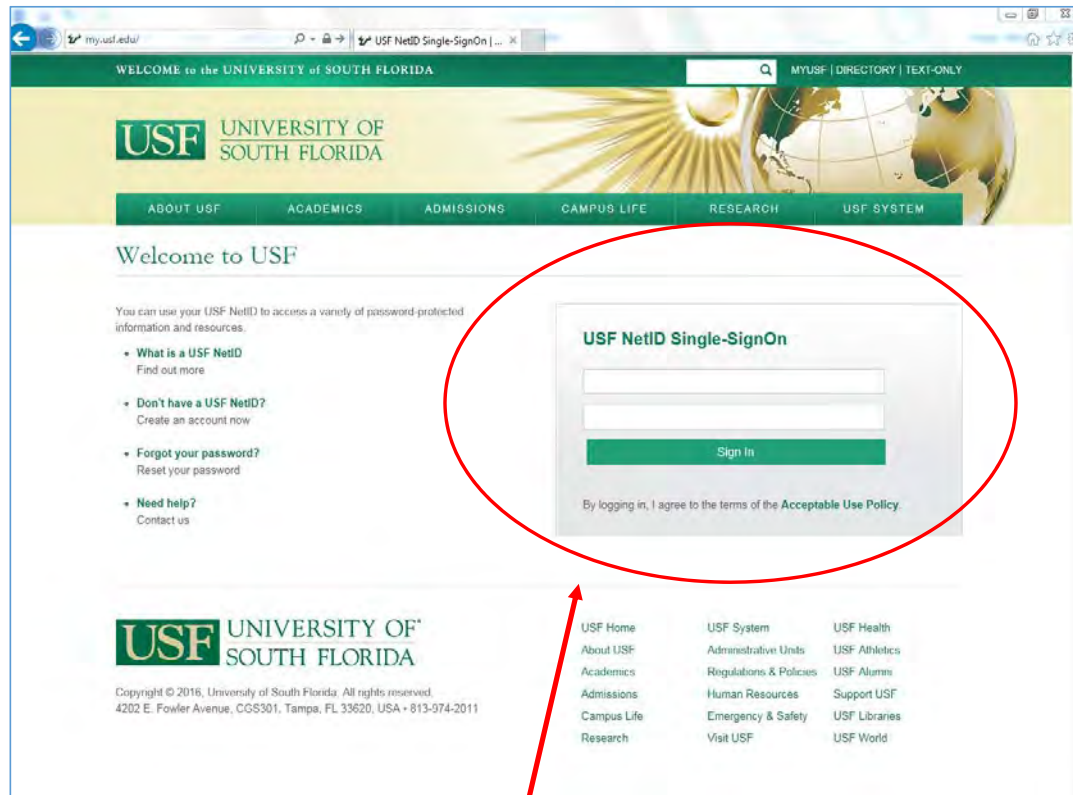 my.usf.edu/
USF NetID Single-SignOn | ...
WELCOME to the UNIVERSITY of SOUTH FLORIDA
MYUSF | DIRECTORY | TEXT-ONLY
USF UNIVERSITY OF
SOUTH FLORIDA
ABOUT USF ACADEMICS ADMISSIONS CAMPUS LIFE RESEARCH USF SYSTEM
Welcome to USF
You can use your USF NetID to access a variety of password-protected
information and resources.
• What is a USF NetID
Find out more
• Don't have a USF NetID?
Create an account now
• Forgot your password?
Reset your password
• Need help?
Contact us
USF NetID Single-SignOn
Sign In
By logging in, I agree to the terms of the Acceptable Use Policy.
USF UNIVERSITY OF
SOUTH FLORIDA
Copyright © 2016, University of South Florida. All rights reserved.
4202 E. Fowler Avenue, CGS301, Tampa, FL 33620, USA • 813-974-2011
USF Home USF System USF Health
About USF Administrative Units USF Athletics
Academics Regulations & Policies USF Alumni
Admissions Human Resources Support USF
Campus Life Emergency & Safety USF Libraries
Research Visit USF USF World